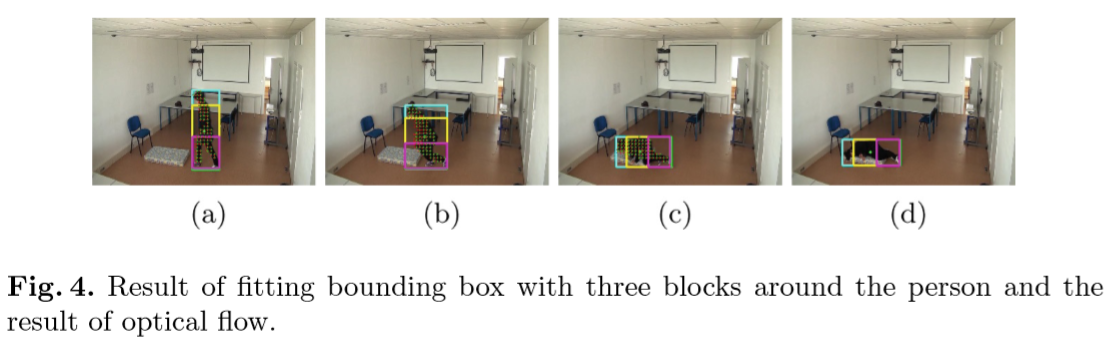 (a) (b) (c) (d)
Fig. 4. Result of fitting bounding box with three blocks around the person and the
result of optical flow.